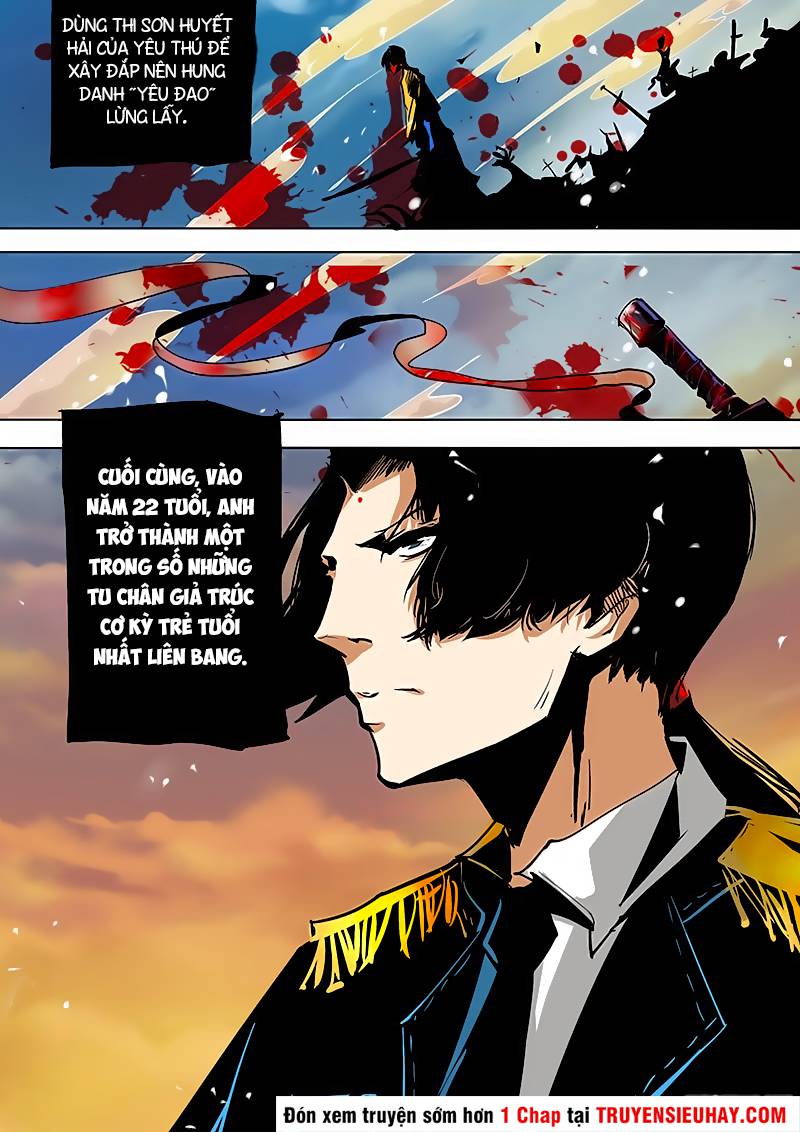 DÙNG THI SƠN HUYẾT
HẢI CỦA YÊU THÚ ĐỂ
XÂY ĐẮP NÊN HUNG
DANH "YÊU ĐAO"
LỪNG LẪY.
CUỐI CÙNG, VÀO
NĂM 22 TUỔI, ANH
TRỞ THÀNH MỘT
TRONG SỐ NHỮNG
TU CHÂN GIẢ TRÚC
CƠ KỲ TRẺ TUỔI
NHẤT LIÊN BANG.
Đón xem truyện sớm hơn 1 Chap tại TRUYENSIEUHAY.COM